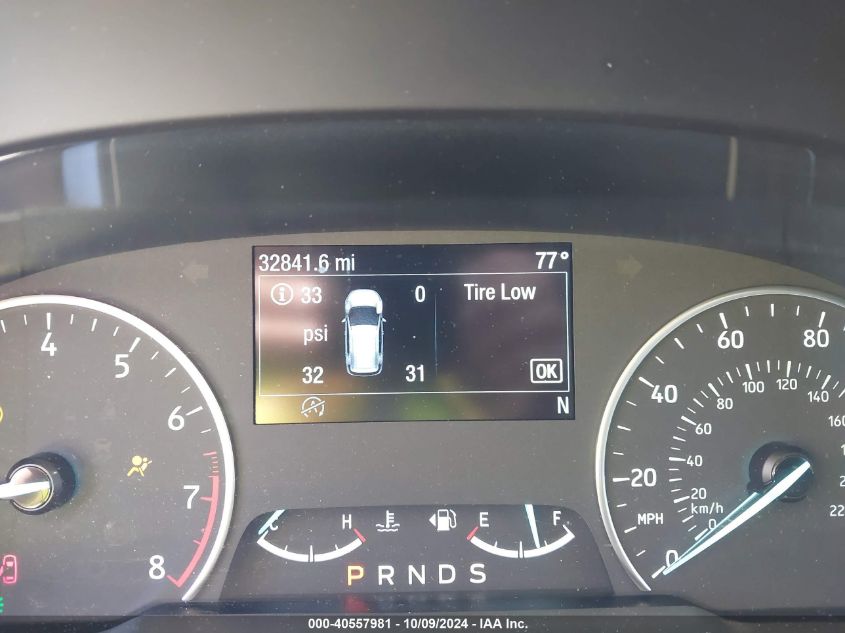 32841.6 mi 77°
33 0 Tire Low
psi
32 31 OK
N
4
5
6
7
8
20
40
60
80
MPH
0
0
20
40
60
80
100
120
140
160
km/h
C H E F
P R N D S
000-40557981 - 10/09/2024 - IAA Inc.